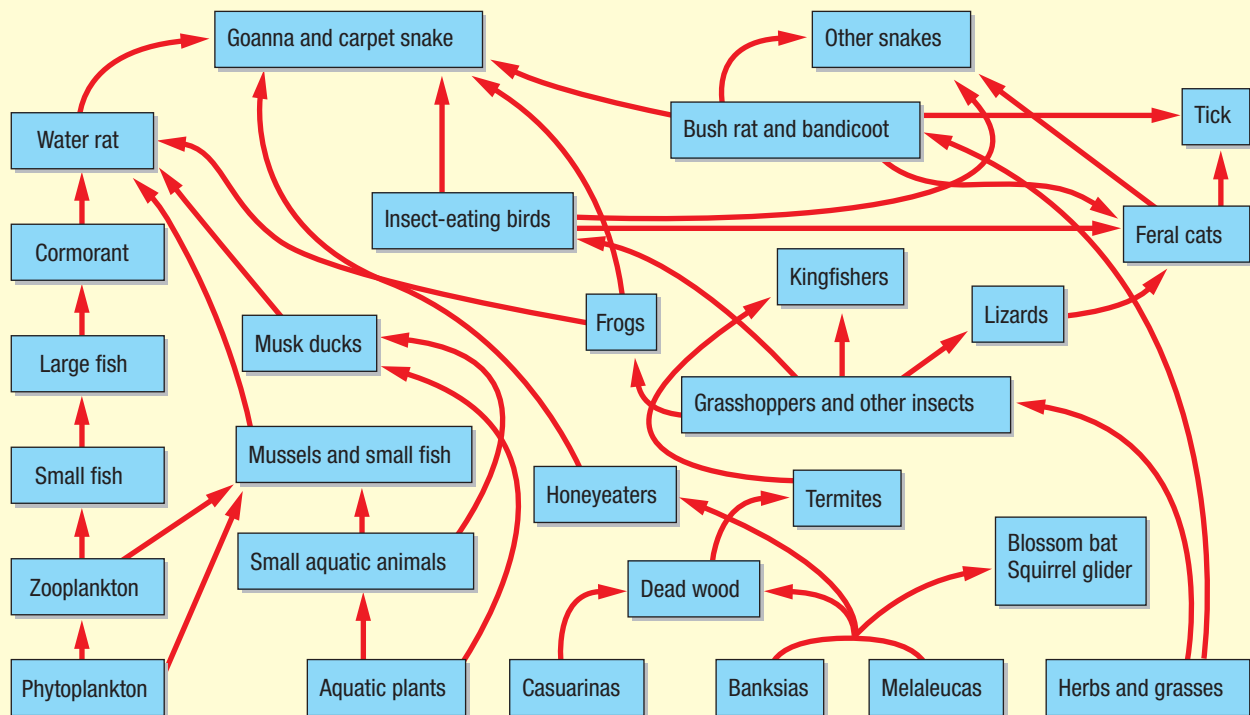 Goanna and carpet snake
Other snakes
Tick
Water rat
Bush rat and bandicoot
Insect-eating birds
Cormorant
Feral cats
Kingfishers
Frogs
Lizards
Musk ducks
Large fish
Grasshoppers and other insects
Mussels and small fish
Small fish
Honeyeaters
Termites
Small aquatic animals
Blossom bat
Squirrel glider
Zooplankton
Dead wood
Phytoplankton
Aquatic plants
Casuarinas
Banksias
Melaleucas
Herbs and grasses